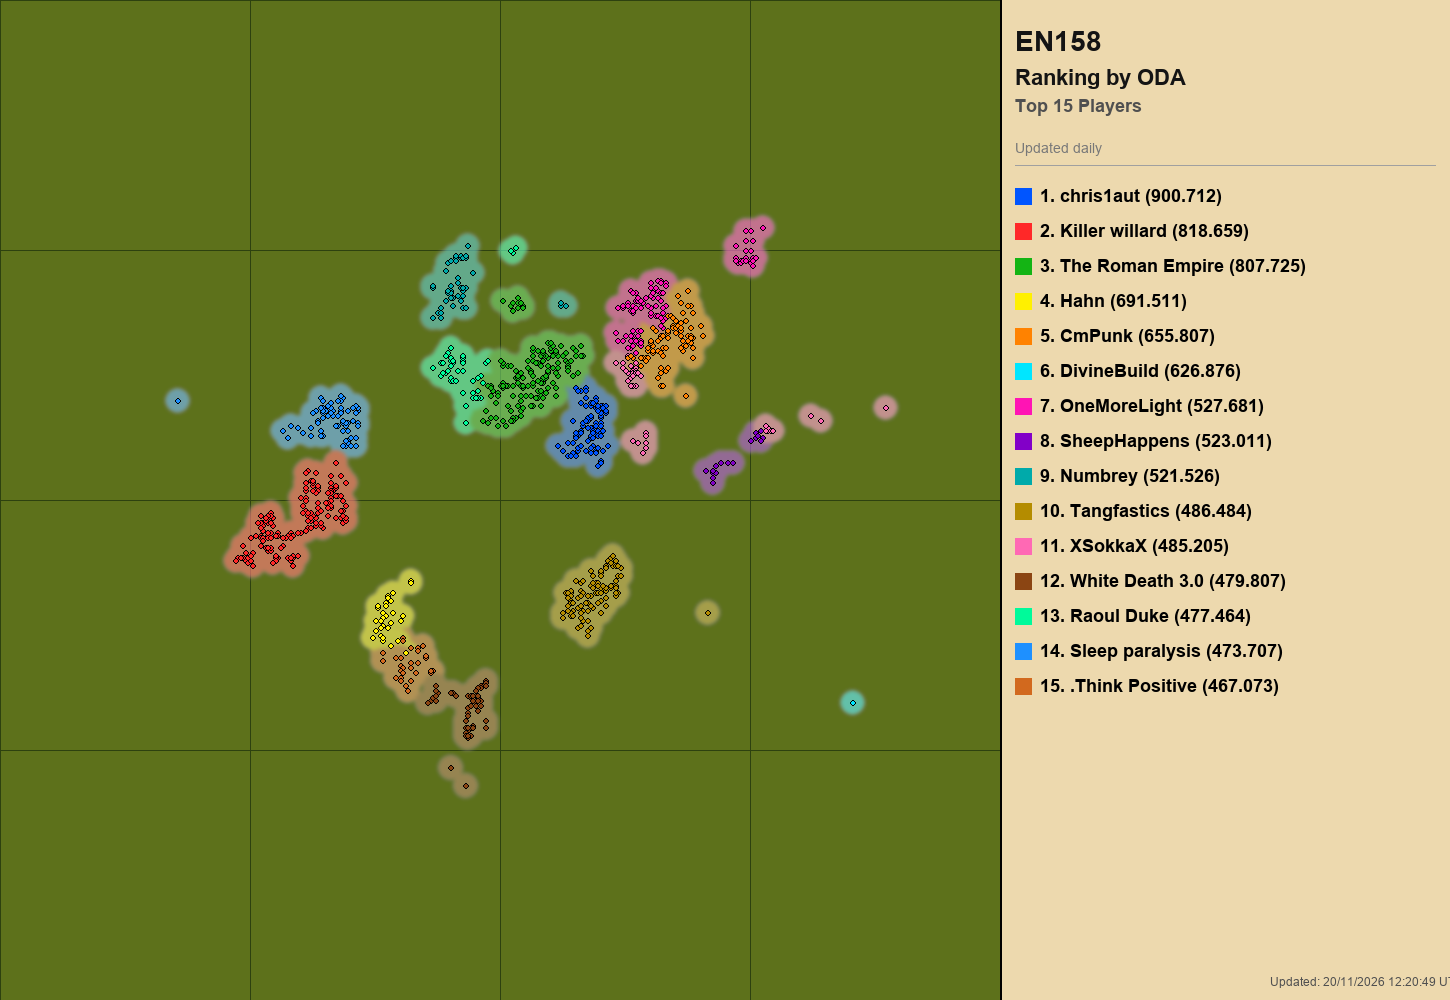 EN158
Ranking by ODA
Top 15 Players
Updated daily
1. chris1aut (900.712)
2. Killer willard (818.659)
3. The Roman Empire (807.725)
4. Hahn (691.511)
5. CmPunk (655.807)
6. DivineBuild (626.876)
7. OneMoreLight (527.681)
8. SheepHappens (523.011)
9. Numbrey (521.526)
10. Tangfastics (486.484)
11. XSokkaX (485.205)
12. White Death 3.0 (479.807)
13. Raoul Duke (477.464)
14. Sleep paralysis (473.707)
15. .Think Positive (467.073)
Updated: 20/11/2026 12:20:49 U